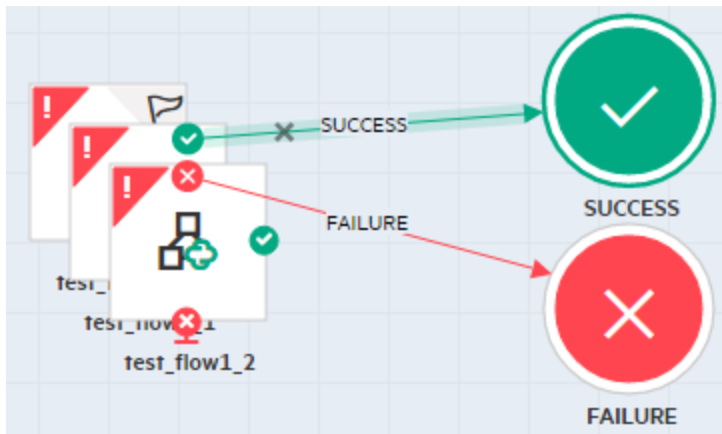 !
!
!
SUCCESS
SUCCESS
FAILURE
test_flow1_2
FAILURE